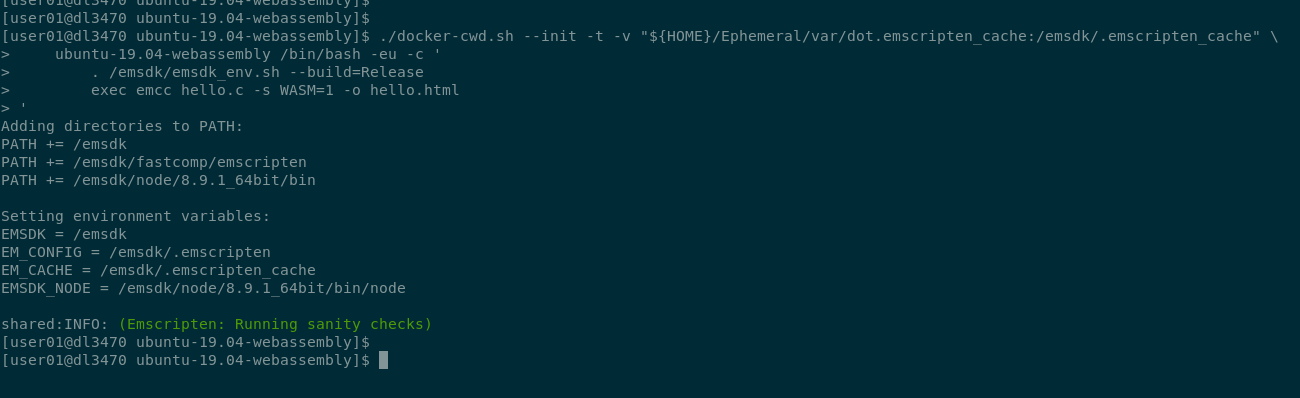 [user01@dl3470 ubuntu-19.04-webassembly]$
[user01@dl3470 ubuntu-19.04-webassembly]$
[user01@dl3470 ubuntu-19.04-webassembly]$ ./docker-cwd.sh --init -t -v "${HOME}/Ephemeral/var/dot.emscripten_cache:/emsdk/.emscripten_cache" \
>     ubuntu-19.04-webassembly /bin/bash -eu -c '
>         . /emsdk/emsdk_env.sh --build=Release
>         exec emcc hello.c -s WASM=1 -o hello.html
> '
Adding directories to PATH:
PATH += /emsdk
PATH += /emsdk/fastcomp/emscripten
PATH += /emsdk/node/8.9.1_64bit/bin
Setting environment variables:
EMSDK = /emsdk
EM_CONFIG = /emsdk/.emscripten
EM_CACHE = /emsdk/.emscripten_cache
EMSDK_NODE = /emsdk/node/8.9.1_64bit/bin/node
shared:INFO: (Emscripten: Running sanity checks)
[user01@dl3470 ubuntu-19.04-webassembly]$
[user01@dl3470 ubuntu-19.04-webassembly]$